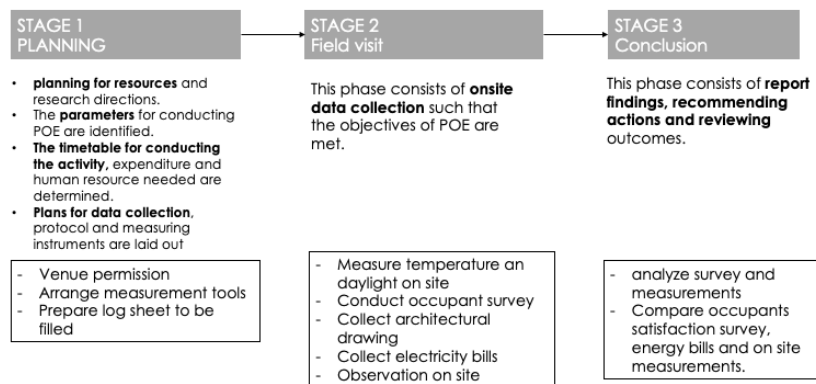 STAGE 1
PLANNING
• planning for resources and
research directions.
• The parameters for conducting
POE are identified.
• The timetable for conducting
the activity, expenditure and
human resource needed are
determined.
• Plans for data collection,
protocol and measuring
instruments are laid out
- Venue permission
- Arrange measurement tools
- Prepare log sheet to be
filled
STAGE 2
Field visit
This phase consists of onsite
data collection such that
the objectives of POE are
met.
- Measure temperature an
daylight on site
- Conduct occupant survey
- Collect architectural
drawing
- Collect electricity bills
- Observation on site
STAGE 3
Conclusion
This phase consists of report
findings, recommending
actions and reviewing
outcomes.
- analyze survey and
measurements
- Compare occupants
satisfaction survey,
energy bills and on site
measurements.